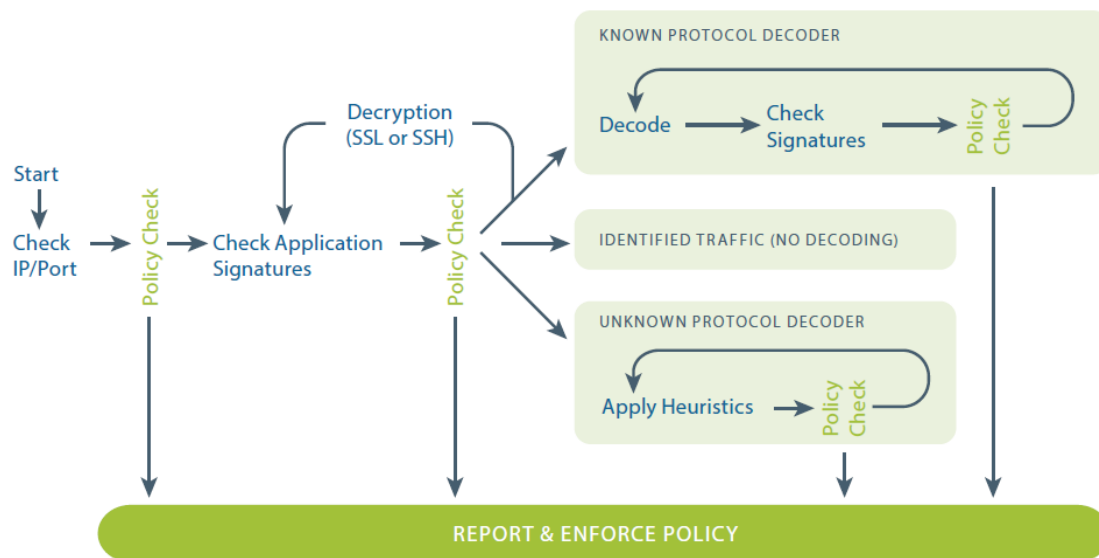 KNOWN PROTOCOL DECODER
Decode
Check
Signatures
Policy
Check
Decryption
(SSL or SSH)
Start
Check
IP/Port
Policy Check
Check Application
Signatures
Policy Check
IDENTIFIED TRAFFIC (NO DECODING)
UNKNOWN PROTOCOL DECODER
Apply Heuristics
Policy
Check
REPORT & ENFORCE POLICY